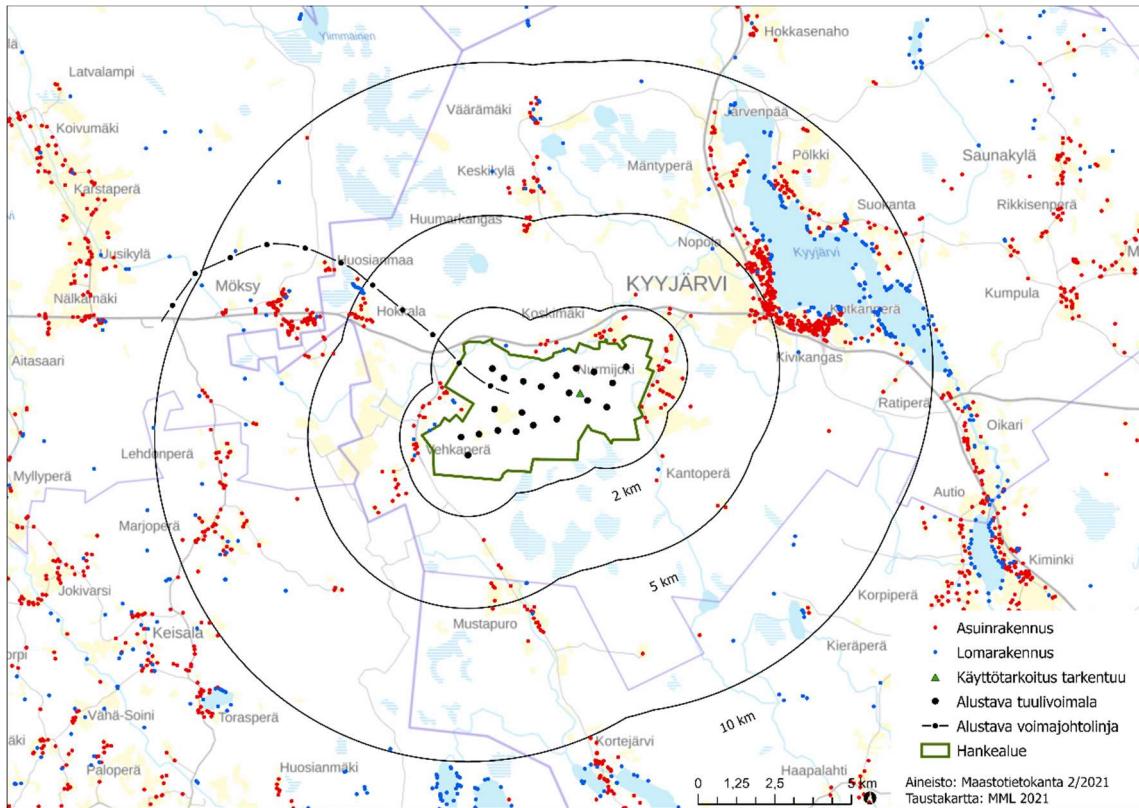 Ylimmäinen
Hokkasenaho
Latvalampi
Väärämäki
Järvenpää
Koivumäki
Pölkki
Saunakylä
Keskikylä
Mäntyperä
Karstaperä
Rikkisenperä
Suokanta
Huumarkangas
Nopola
Uusikylä
Huosianmaa
Kyyjärvi
Möksy
KYYJÄRVI
Kumpula
Nälkämäki
Hokkala
Koskimäki
Kotkanperä
Aitasaari
Kivikangas
Nurmijoki
Ratiperä
Oikari
Lehdonperä
Vehkaperä
Myllyperä
Kantoperä
Autio
2 km
Marjoperä
Kiminki
Jokivarsi
5 km
Korpiperä
Keisala
Mustapuro
Kieräperä
orpi
Vähä-Soini
Torasperä
10 km
mäki
Paloperä
Huosianmäki
Kortejärvi
Haapalahti
Asuinrakennus
Lomarakennus
Käyttötarkoitus tarkentuu
Alustava tuulivoimala
Alustava voimajohtolinja
Hankealue
0 1,25 2,5 5 km
Aineisto: Maastotietokanta 2/2021
Taustakartta: MML 2021